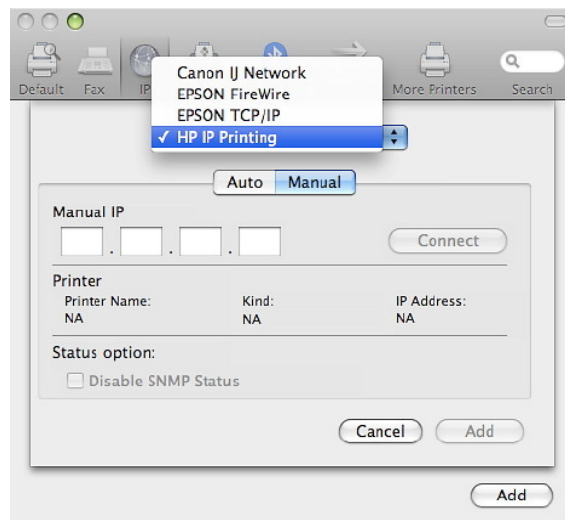 Canon IJ Network
EPSON FireWire
EPSON TCP/IP
✓ HP IP Printing
Default Fax IP More Printers Search
Auto Manual
Manual IP
. . . Connect
Printer
Printer Name: Kind: IP Address:
NA NA NA
Status option:
Disable SNMP Status
Cancel Add
Add